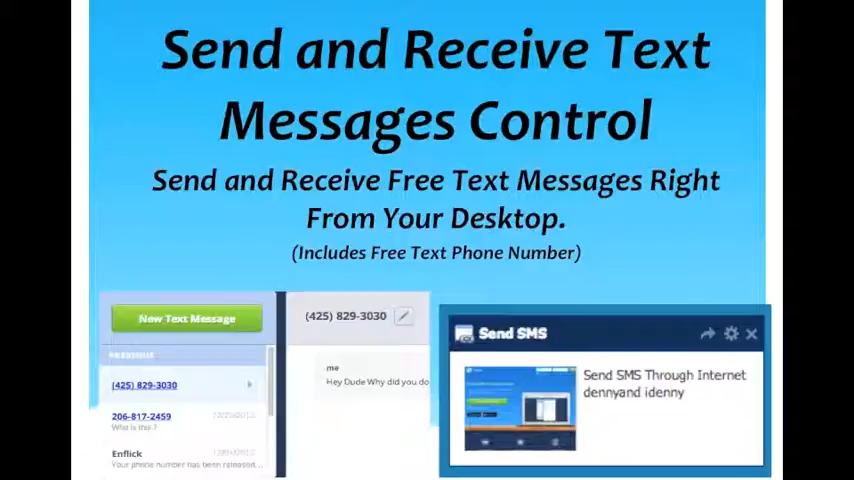 Send and Receive Text
Messages Control
Send and Receive Free Text Messages Right
From Your Desktop.
(Includes Free Text Phone Number)
New Text Message
PREVIOUS
(425) 829-3030
206-817-2459
What is this ?
Enflick
Your phone number has been released...
(425) 829-3030
me
Hey Dude Why did you do
Send SMS
Send SMS Through Internet
dennyand idenny